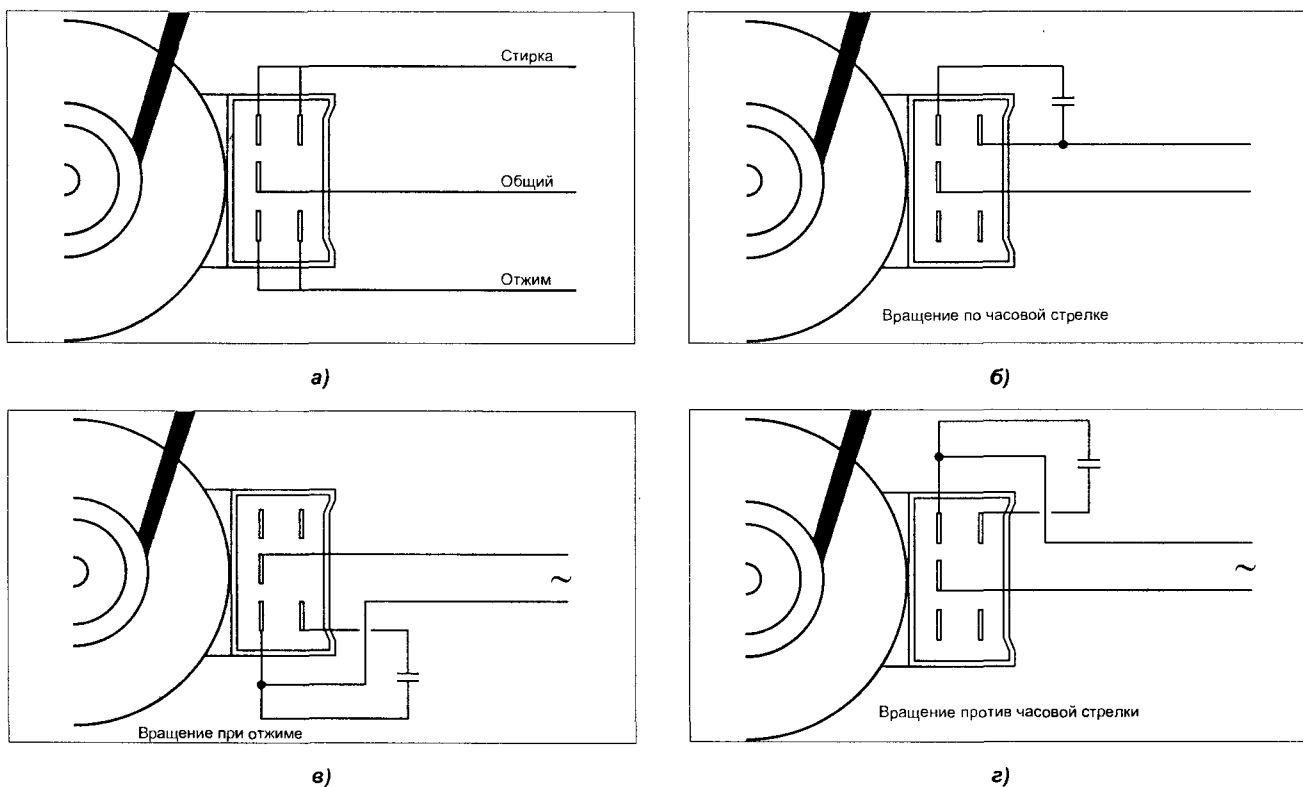 Стирка
Общий
Отжим
а)
Вращение по часовой стрелке
б)
~
Вращение при отжиме
в)
~
Вращение против часовой стрелки
г)